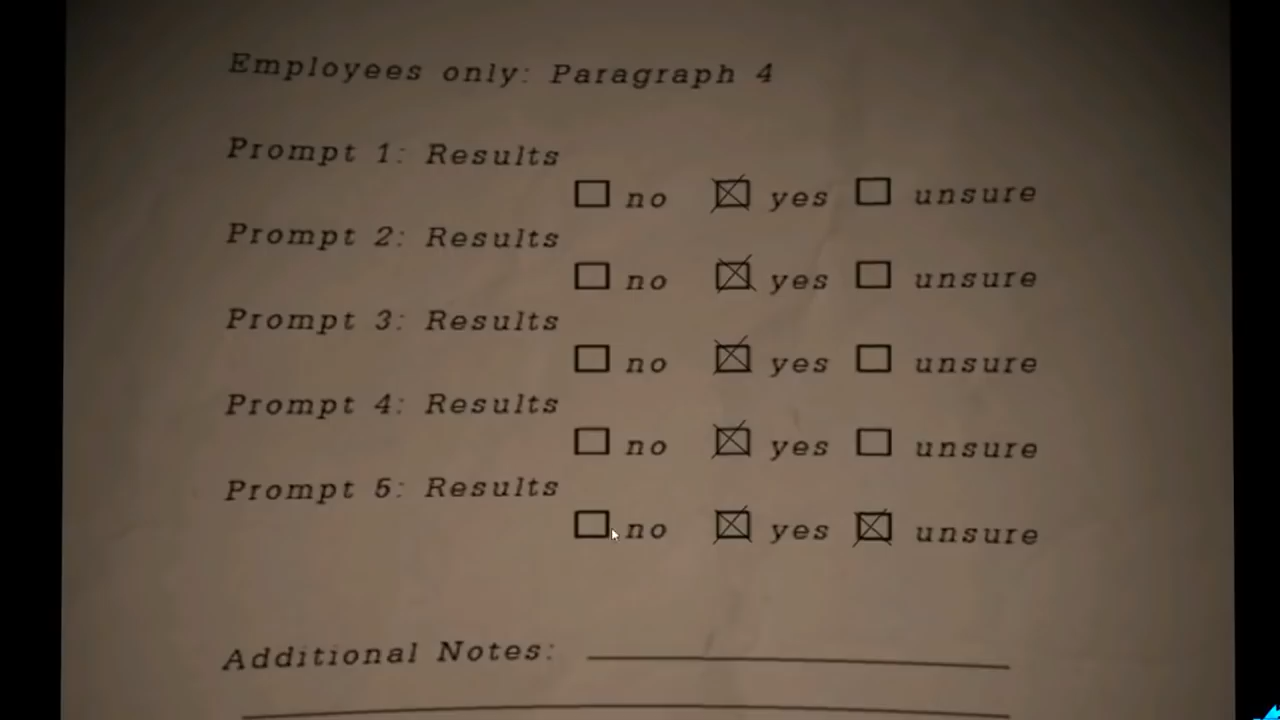 Employees only: Paragraph 4
Prompt 1: Results
no yes unsure
Prompt 2: Results
no yes unsure
Prompt 3: Results
no yes unsure
Prompt 4: Results
no yes unsure
Prompt 5: Results
no yes unsure
Additional Notes: